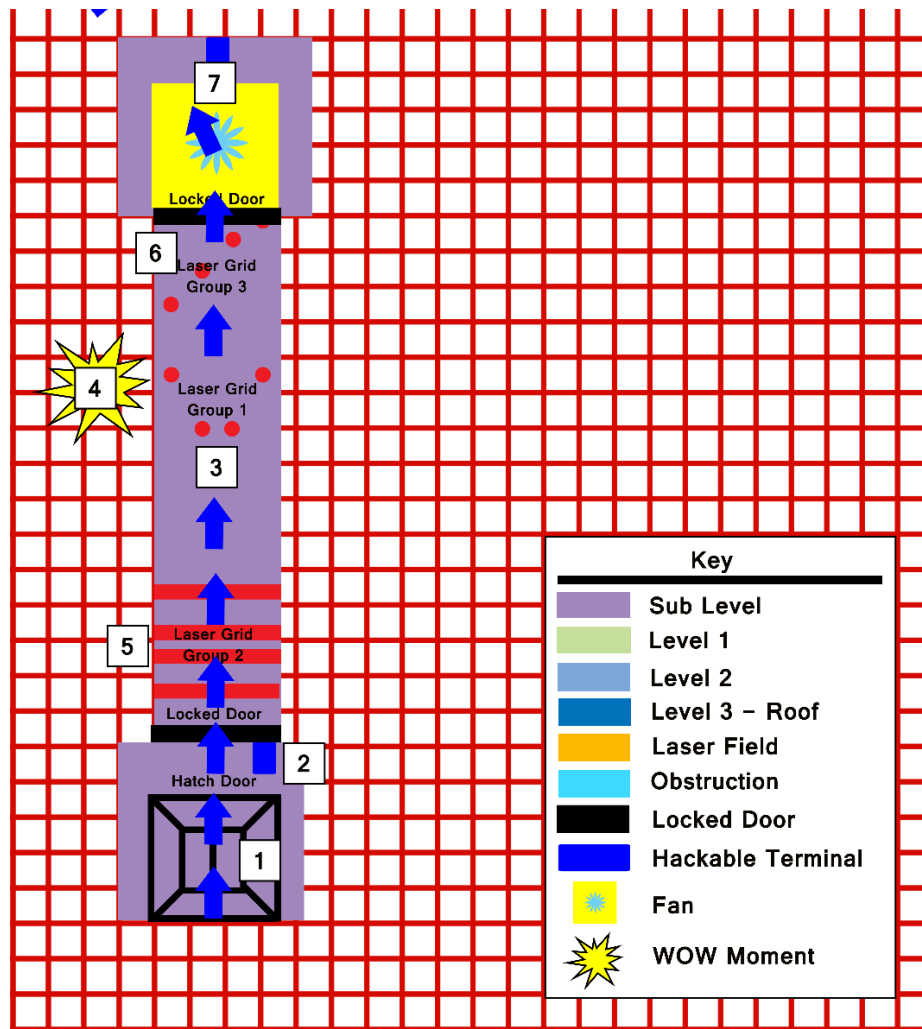 7
Locked Door
6
Laser Grid
Group 3
4
Laser Grid
Group 1
3
5
Laser Grid
Group 2
Locked Door
2
Hatch Door
1
Key
Sub Level
Level 1
Level 2
Level 3 - Roof
Laser Field
Obstruction
Locked Door
Hackable Terminal
Fan
WOW Moment